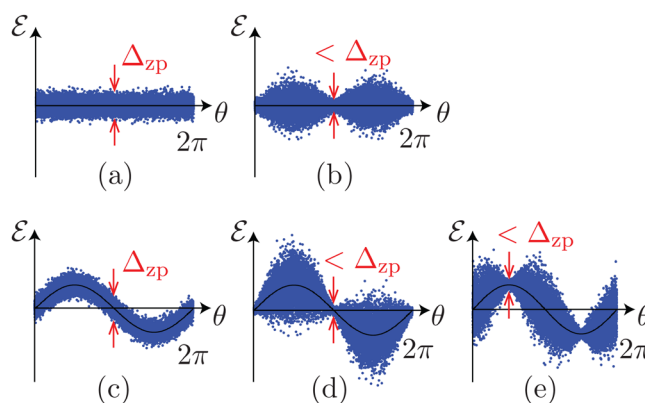 ℰ Δzp θ 2π
(a)
ℰ < Δzp θ 2π
(b)
ℰ Δzp θ 2π
(c)
ℰ < Δzp θ 2π
(d)
ℰ < Δzp θ 2π
(e)